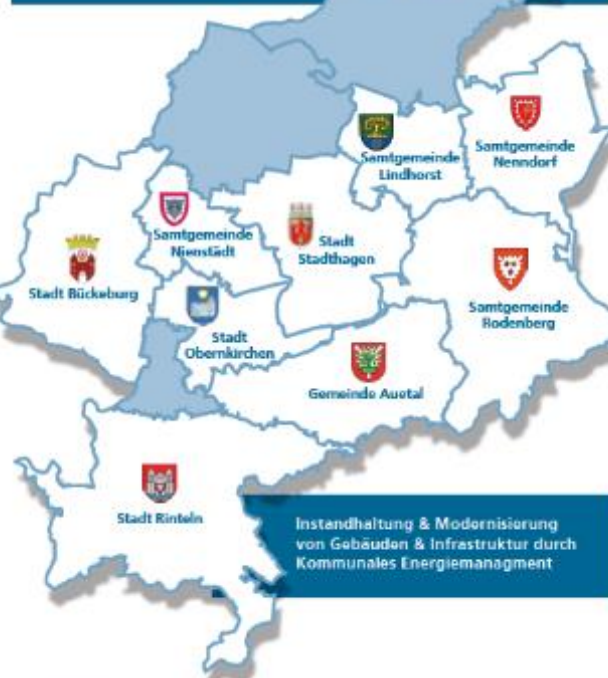 Samtgemeinde
Lindhorst
Samtgemeinde
Nenndorf
Samtgemeinde
Nienstädt
Stadt
Stadthagen
Stadt Bückeburg
Samtgemeinde
Rodenberg
Stadt
Obernkirchen
Gemeinde Auetal
Stadt Rinteln
Instandhaltung & Modernisierung
von Gebäuden & Infrastruktur durch
Kommunales Energiemanagment